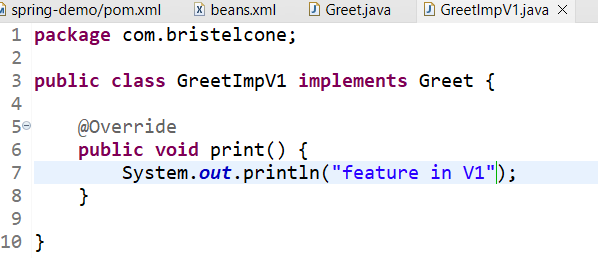 spring-demo/pom.xml beans.xml Greet.java GreetImpV1.java
1 package com.bristelcone;
2
3 public class GreetImpV1 implements Greet {
4
5 @Override
6 public void print() {
7 System.out.println("feature in V1");
8 }
9
10 }